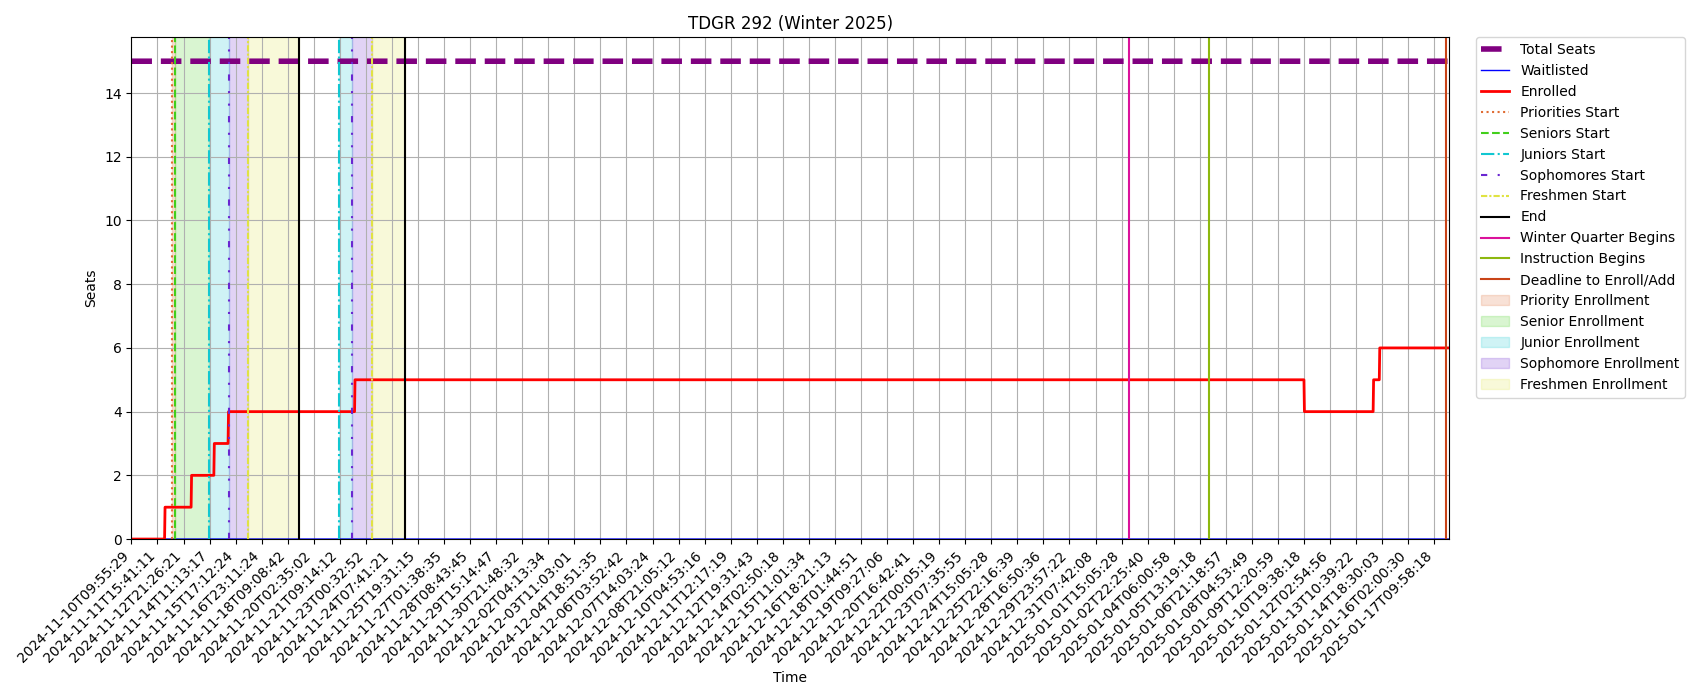 TDGR 292 (Winter 2025)
Seats
14
12
10
8
6
4
2
0
2024-11-10T09:55:29
2024-11-11T15:41:11
2024-11-12T21:26:21
2024-11-14T11:13:17
2024-11-15T17:12:24
2024-11-16T23:11:24
2024-11-18T09:08:42
2024-11-20T02:35:02
2024-11-21T09:14:12
2024-11-23T00:32:52
2024-11-24T07:41:21
2024-11-25T19:31:15
2024-11-27T01:38:35
2024-11-28T08:43:45
2024-11-29T15:14:47
2024-11-30T21:48:32
2024-12-02T04:13:34
2024-12-03T11:03:01
2024-12-04T18:51:35
2024-12-06T03:52:42
2024-12-07T14:03:24
2024-12-08T21:05:12
2024-12-10T04:53:16
2024-12-11T12:17:19
2024-12-12T19:31:43
2024-12-14T02:50:18
2024-12-15T11:01:34
2024-12-16T18:21:13
2024-12-18T01:44:51
2024-12-19T09:27:06
2024-12-20T16:42:41
2024-12-22T00:05:19
2024-12-23T07:35:55
2024-12-24T15:05:28
2024-12-25T22:16:39
2024-12-28T16:50:36
2024-12-29T23:57:22
2024-12-31T07:42:08
2025-01-01T15:05:28
2025-01-02T22:25:40
2025-01-04T06:00:58
2025-01-05T13:19:18
2025-01-06T21:18:57
2025-01-08T04:53:49
2025-01-09T12:20:59
2025-01-10T19:38:18
2025-01-12T02:54:56
2025-01-13T10:39:22
2025-01-14T18:30:03
2025-01-16T02:00:30
2025-01-17T09:58:18
Time
Total Seats
Waitlisted
Enrolled
Priorities Start
Seniors Start
Juniors Start
Sophomores Start
Freshmen Start
End
Winter Quarter Begins
Instruction Begins
Deadline to Enroll/Add
Priority Enrollment
Senior Enrollment
Junior Enrollment
Sophomore Enrollment
Freshmen Enrollment